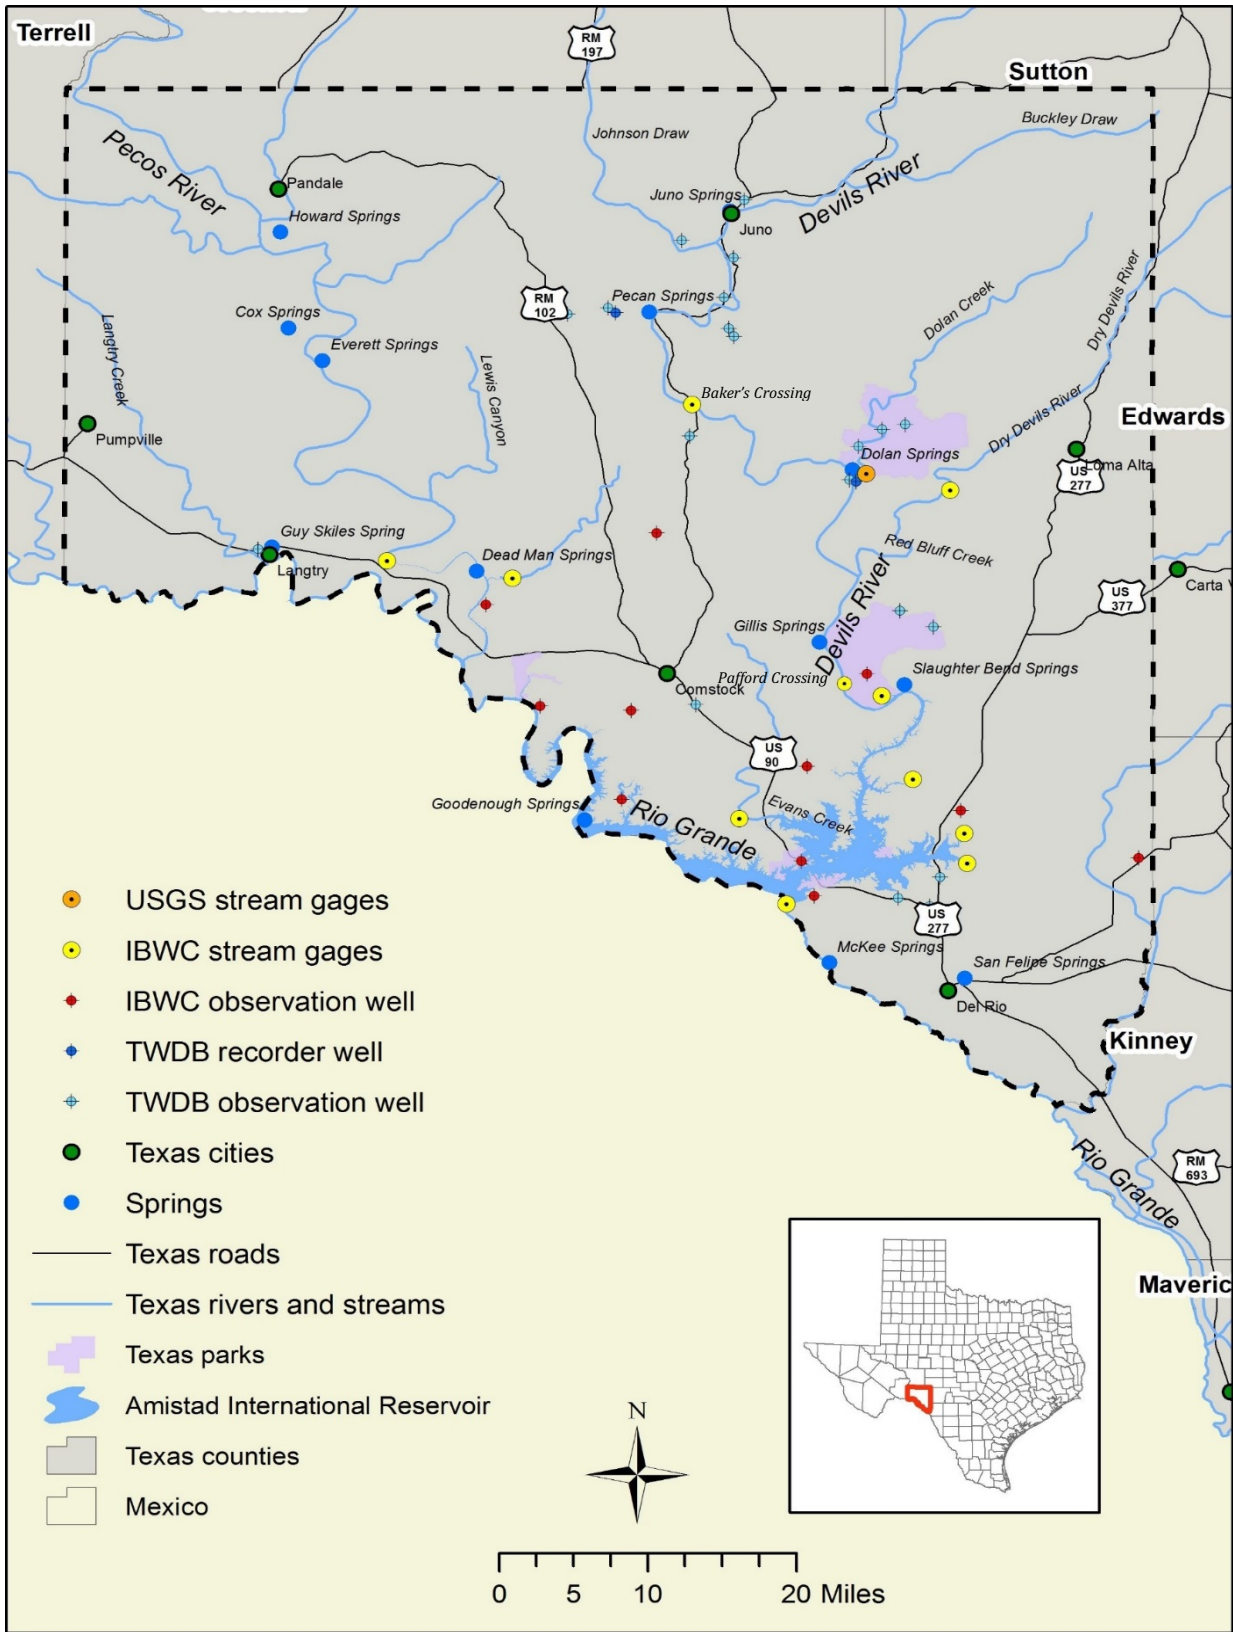 Terrell
RM
197
Sutton
Buckley Draw
Johnson Draw
Pecos River
Pandale
Juno Springs
Devils River
Howard Springs
Juno
Dry Devils River
Dolan Creek
RM
102
Pecan Springs
Cox Springs
Everett Springs
Langtry Creek
Lewis Canyon
Baker's Crossing
Dry Devils River
Edwards
Pumpville
Dolan Springs
Loma Alta
US
277
Guy Skiles Spring
Langtry
Dead Man Springs
Red Bluff Creek
Devils River
US
377
Carta V
Gillis Springs
Slaughter Bend Springs
Pafford Crossing
Comstock
US
90
Goodenough Springs
Rio Grande
Evans Creek
US
277
McKee Springs
San Felipe Springs
Del Rio
Kinney
RM
693
Rio Grande
Maveric
USGS stream gages
IBWC stream gages
IBWC observation well
TWDB recorder well
TWDB observation well
Texas cities
Springs
Texas roads
Texas rivers and streams
Texas parks
Amistad International Reservoir
Texas counties
Mexico
N
0 5 10 20 Miles